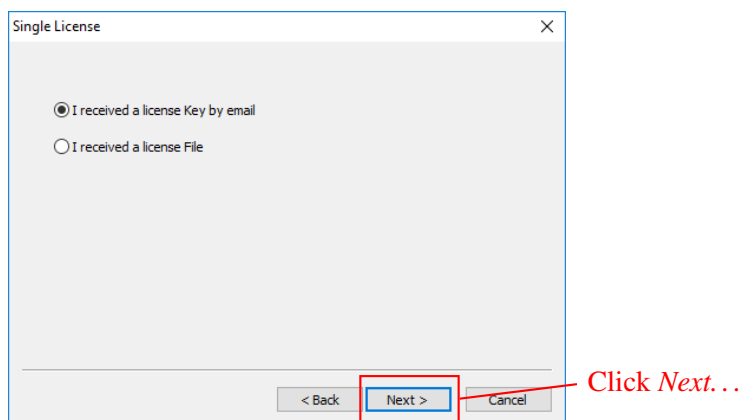 Single License
I received a license Key by email
I received a license File
< Back Next > Cancel
Click Next...